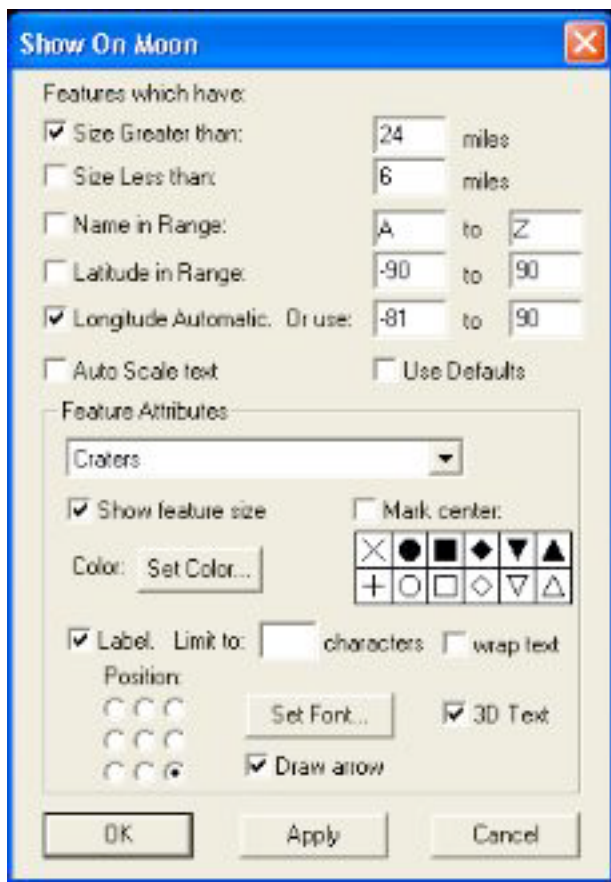 Show On Moon
Features which have:
Size Greater than: 24 miles
Size Less than: 6 miles
Name in Range: A to Z
Latitude in Range: -90 to 90
Longitude Automatic. Or use: -81 to 90
Auto Scale text Use Defaults
Feature Attributes
Craters
Show feature size Mark center:
Color: Set Color...
Label. Limit to: characters wrap text
Position:
Set Font... 3D Text
Draw arrow
OK Apply Cancel